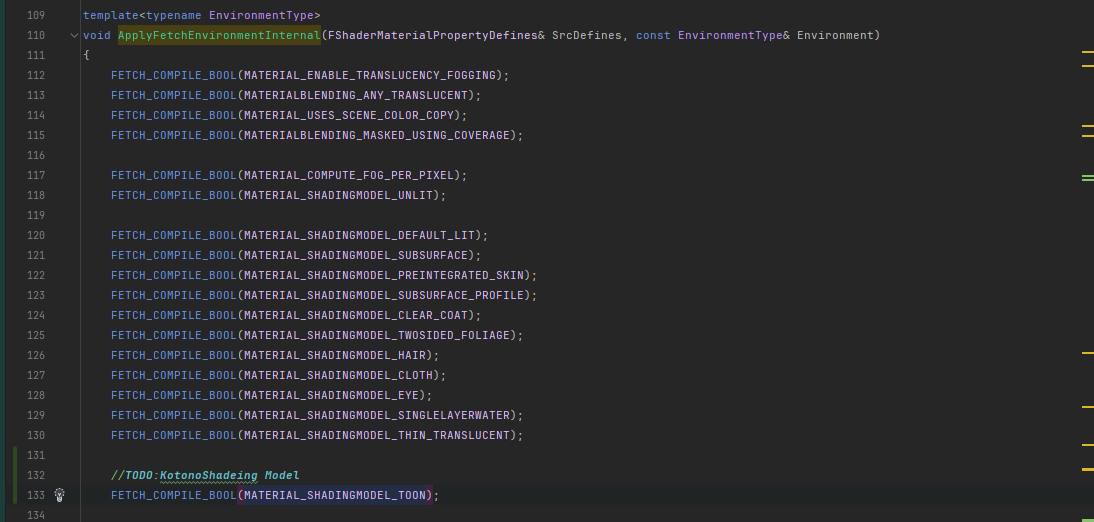 109 template<typename EnvironmentType>
110 void ApplyFetchEnvironmentInternal(FShaderMaterialPropertyDefines& SrcDefines, const EnvironmentType& Environment)
111 {
112 FETCH_COMPILE_BOOL(MATERIAL_ENABLE_TRANSLUCENCY_FOGGING);
113 FETCH_COMPILE_BOOL(MATERIALBLENDING_ANY_TRANSLUCENT);
114 FETCH_COMPILE_BOOL(MATERIAL_USES_SCENE_COLOR_COPY);
115 FETCH_COMPILE_BOOL(MATERIALBLENDING_MASKED_USING_COVERAGE);
116
117 FETCH_COMPILE_BOOL(MATERIAL_COMPUTE_FOG_PER_PIXEL);
118 FETCH_COMPILE_BOOL(MATERIAL_SHADINGMODEL_UNLIT);
119
120 FETCH_COMPILE_BOOL(MATERIAL_SHADINGMODEL_DEFAULT_LIT);
121 FETCH_COMPILE_BOOL(MATERIAL_SHADINGMODEL_SUBSURFACE);
122 FETCH_COMPILE_BOOL(MATERIAL_SHADINGMODEL_PREINTEGRATED_SKIN);
123 FETCH_COMPILE_BOOL(MATERIAL_SHADINGMODEL_SUBSURFACE_PROFILE);
124 FETCH_COMPILE_BOOL(MATERIAL_SHADINGMODEL_CLEAR_COAT);
125 FETCH_COMPILE_BOOL(MATERIAL_SHADINGMODEL_TWOSIDED_FOLIAGE);
126 FETCH_COMPILE_BOOL(MATERIAL_SHADINGMODEL_HAIR);
127 FETCH_COMPILE_BOOL(MATERIAL_SHADINGMODEL_CLOTH);
128 FETCH_COMPILE_BOOL(MATERIAL_SHADINGMODEL_EYE);
129 FETCH_COMPILE_BOOL(MATERIAL_SHADINGMODEL_SINGLELAYERWATER);
130 FETCH_COMPILE_BOOL(MATERIAL_SHADINGMODEL_THIN_TRANSLUCENT);
131
132 //TODO:KotonoShadeing Model
133 FETCH_COMPILE_BOOL(MATERIAL_SHADINGMODEL_TOON);
134